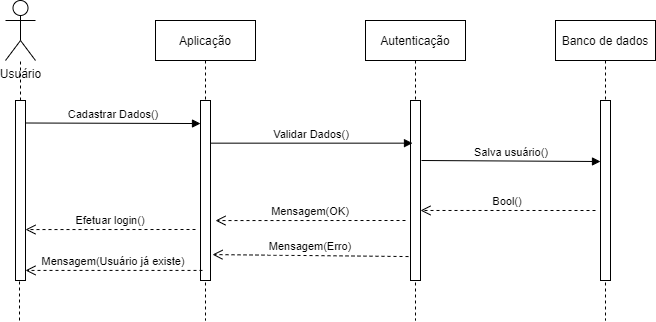 Aplicação
Autenticação
Banco de dados
Usuário
Cadastrar Dados()
Validar Dados()
Salva usuário()
Bool()
Mensagem(OK)
Efetuar login()
Mensagem(Erro)
Mensagem(Usuário já existe)